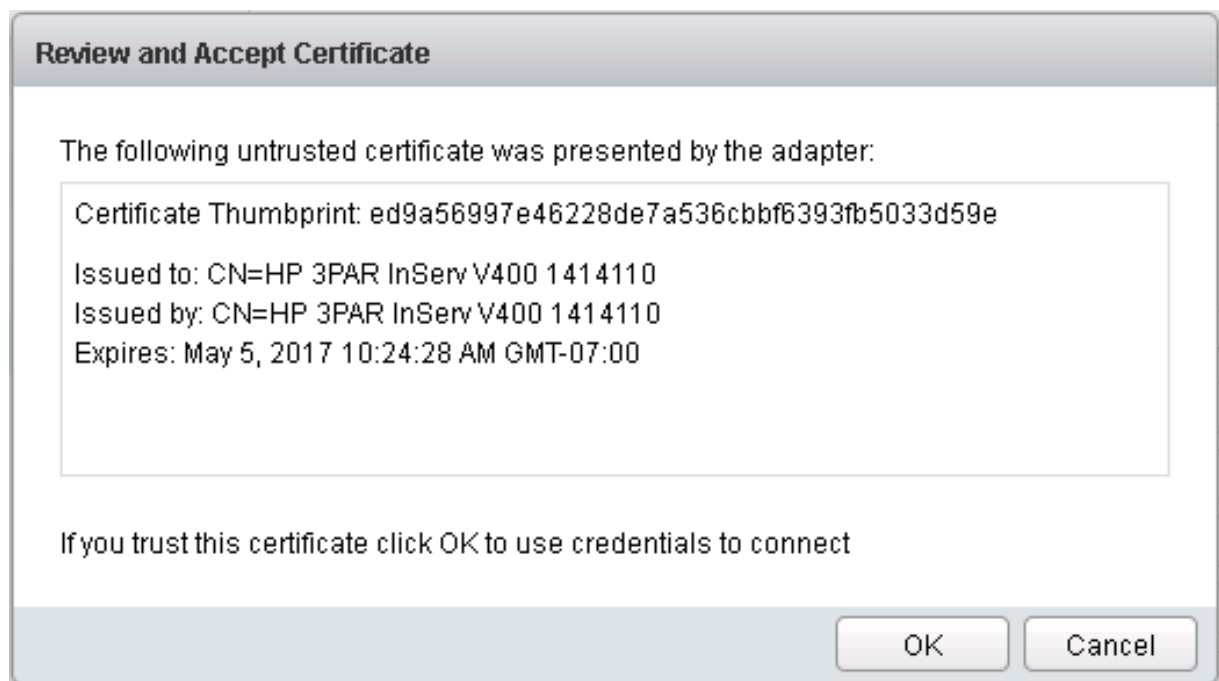 Review and Accept Certificate
The following untrusted certificate was presented by the adapter:
Certificate Thumbprint: ed9a56997e46228de7a536cbbf6393fb5033d59e
Issued to: CN=HP 3PAR InServ V400 1414110
Issued by: CN=HP 3PAR InServ V400 1414110
Expires: May 5, 2017 10:24:28 AM GMT-07:00
If you trust this certificate click OK to use credentials to connect
OK Cancel